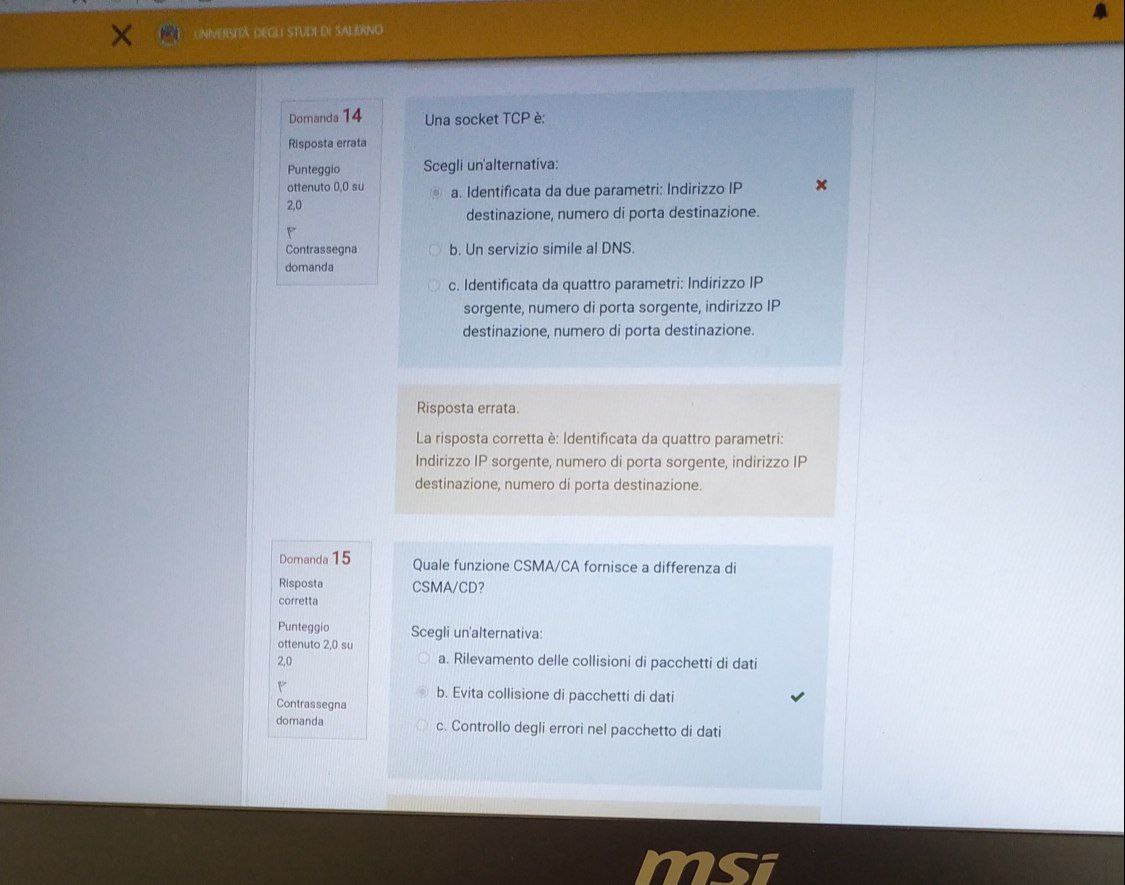 UNIVERSITÀ DEGLI STUDI DI SALERNO
Domanda 14
Risposta errata
Punteggio
ottenuto 0,0 su
2,0
Contrassegna
domanda
Una socket TCP è:
Scegli un'alternativa:
a. Identificata da due parametri: Indirizzo IP
destinazione, numero di porta destinazione.
b. Un servizio simile al DNS.
c. Identificata da quattro parametri: Indirizzo IP
sorgente, numero di porta sorgente, indirizzo IP
destinazione, numero di porta destinazione.
Risposta errata.
La risposta corretta è: Identificata da quattro parametri:
Indirizzo IP sorgente, numero di porta sorgente, indirizzo IP
destinazione, numero di porta destinazione.
Domanda 15
Risposta
corretta
Punteggio
ottenuto 2,0 su
2,0
Contrassegna
domanda
Quale funzione CSMA/CA fornisce a differenza di
CSMA/CD?
Scegli un'alternativa:
a. Rilevamento delle collisioni di pacchetti di dati
b. Evita collisione di pacchetti di dati
c. Controllo degli errori nel pacchetto di dati
msi